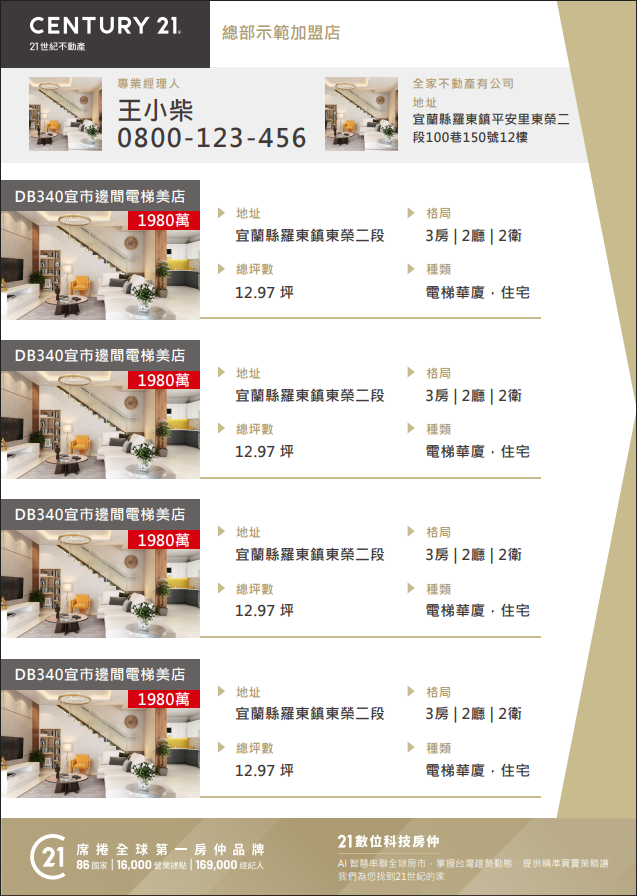 CENTURY 21®
21世紀不動產
總部示範加盟店
專業經理人
王小柴
0800-123-456
全家不動產有公司
地址
宜蘭縣羅東鎮平安里東榮二
段100巷150號12樓
DB340宜市邊間電梯美店
1980萬
地址
宜蘭縣羅東鎮東榮二段
格局
3房 | 2廳 | 2衛
總坪數
12.97 坪
種類
電梯華廈．住宅
DB340宜市邊間電梯美店
1980萬
地址
宜蘭縣羅東鎮東榮二段
格局
3房 | 2廳 | 2衛
總坪數
12.97 坪
種類
電梯華廈．住宅
DB340宜市邊間電梯美店
1980萬
地址
宜蘭縣羅東鎮東榮二段
格局
3房 | 2廳 | 2衛
總坪數
12.97 坪
種類
電梯華廈．住宅
DB340宜市邊間電梯美店
1980萬
地址
宜蘭縣羅東鎮東榮二段
格局
3房 | 2廳 | 2衛
總坪數
12.97 坪
種類
電梯華廈．住宅
C21
席捲全球第一房仲品牌
86 國家 | 16,000 營業據點 | 169,000 經紀人
21數位科技房仲
AI 智慧串聯全球房市．掌握台灣趨勢動態．提供精準買賣策略讓
我們為您找到21世紀的家